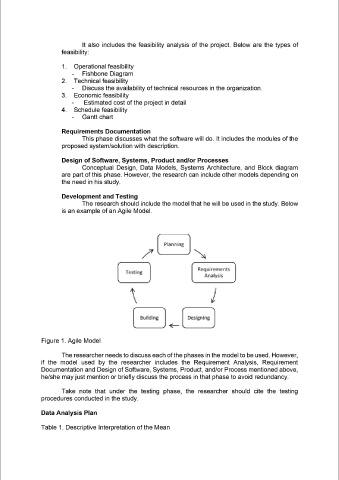 It also includes the feasibility analysis of the project. Below are the types of
feasibility:
1. Operational feasibility
- Fishbone Diagram
2. Technical feasibility
- Discuss the availability of technical resources in the organization.
3. Economic feasibility
- Estimated cost of the project in detail
4. Schedule feasibility
- Gantt chart
Requirements Documentation
This phase discusses what the software will do. It includes the modules of the
proposed system/solution with description.
Design of Software, Systems, Product and/or Processes
Conceptual Design, Data Models, Systems Architecture, and Block diagram
are part of this phase. However, the research can include other models depending on
the need in his study.
Development and Testing
The research should include the model that he will be used in the study. Below
is an example of an Agile Model.
Planning
Requirements
Analysis
Designing
Building
Testing
Figure 1. Agile Model
The researcher needs to discuss each of the phases in the model to be used. However,
if the model used by the researcher includes the Requirement Analysis, Requirement
Documentation and Design of Software, Systems, Product, and/or Process mentioned above,
he/she may just mention or briefly discuss the process in that phase to avoid redundancy.
Take note that under the testing phase, the researcher should cite the testing
procedures conducted in the study.
Data Analysis Plan
Table 1. Descriptive Interpretation of the Mean